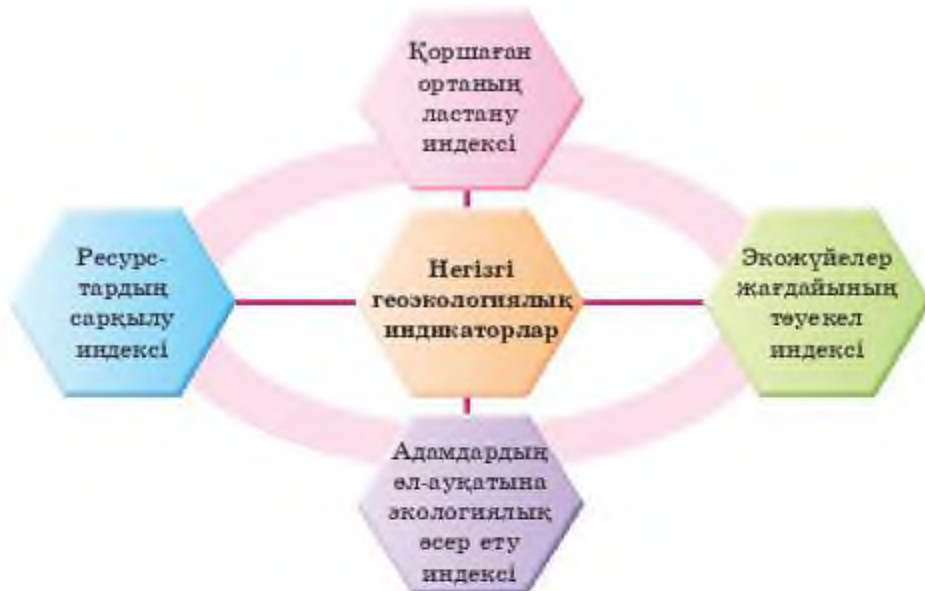 Қоршаған
ортаның
ластану
индексі
Ресурс-
тардың
сарқылу
индексі
Негізгі
геоэкологиялық
индикаторлар
Экожүйелер
жағдайының
тәуекел
индексі
Адамдардың
әл-ауқатына
экологиялық
әсер ету
индексі